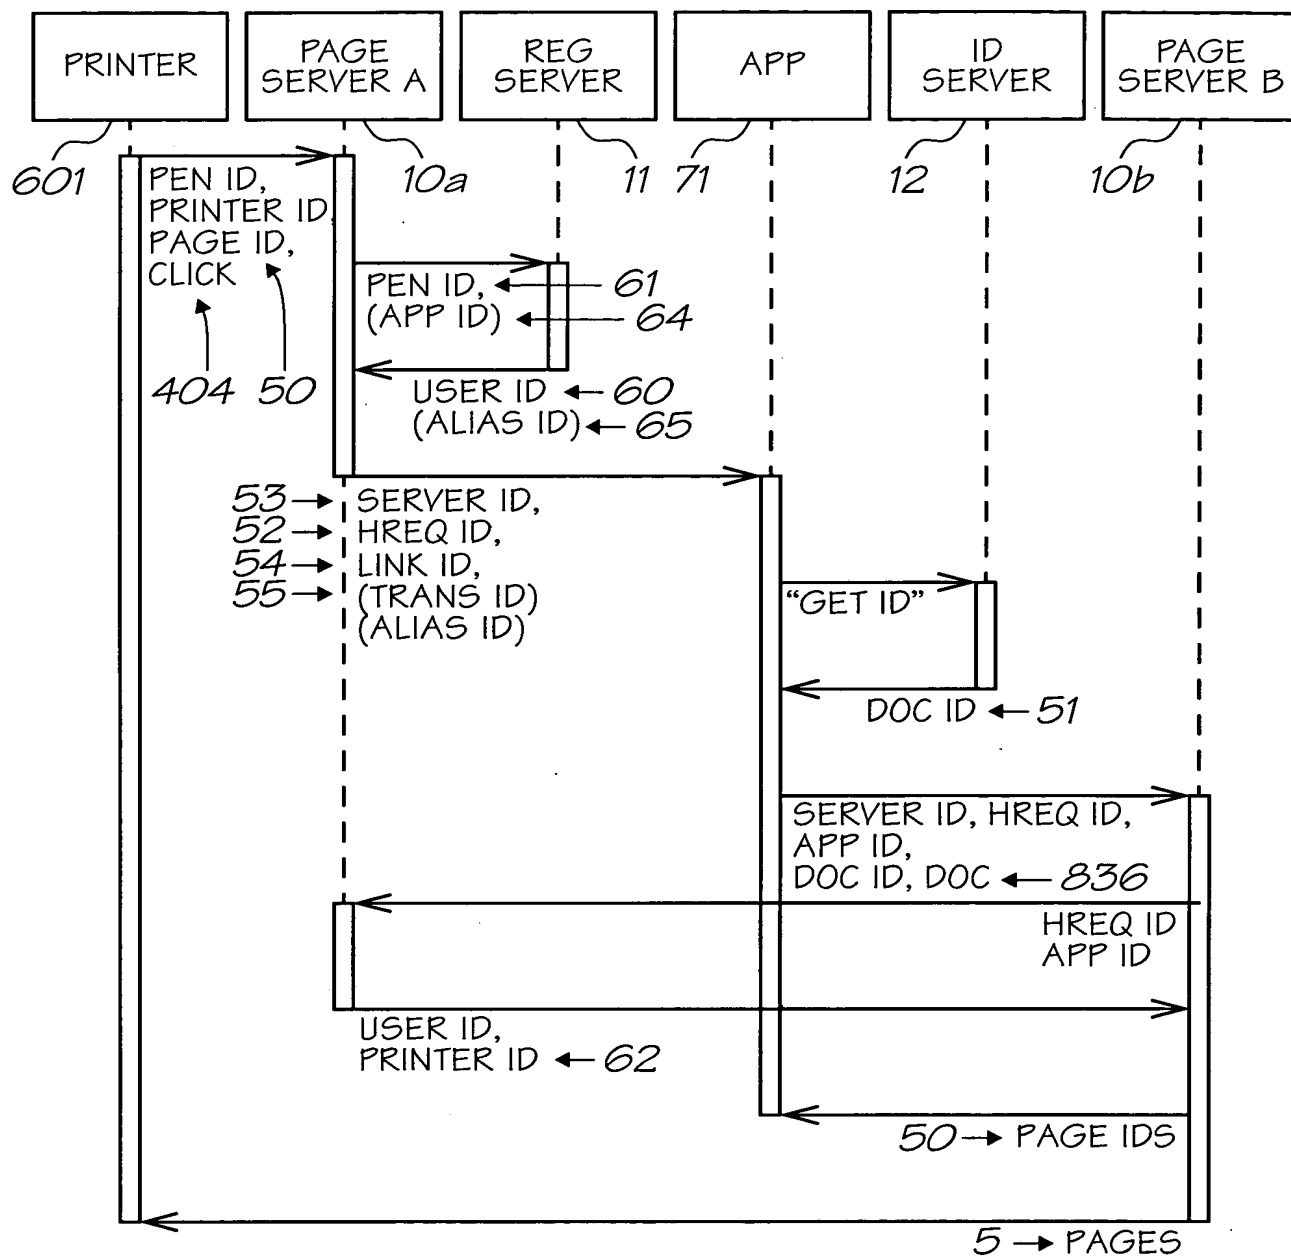 PRINTER
PAGE
SERVER A
REG
SERVER
APP
ID
SERVER
PAGE
SERVER B
601
10a
11
71
12
10b
PEN ID,
PRINTER ID
PAGE ID,
CLICK
404
50
PEN ID,
61
(APP ID)
64
USER ID
60
(ALIAS ID)
65
53
SERVER ID,
52
HREQ ID,
54
LINK ID,
55
(TRANS ID)
(ALIAS ID)
“GET ID”
DOC ID
51
SERVER ID, HREQ ID,
APP ID,
DOC ID, DOC
836
HREQ ID
APP ID
USER ID,
PRINTER ID
62
50
PAGE IDS
5
PAGES